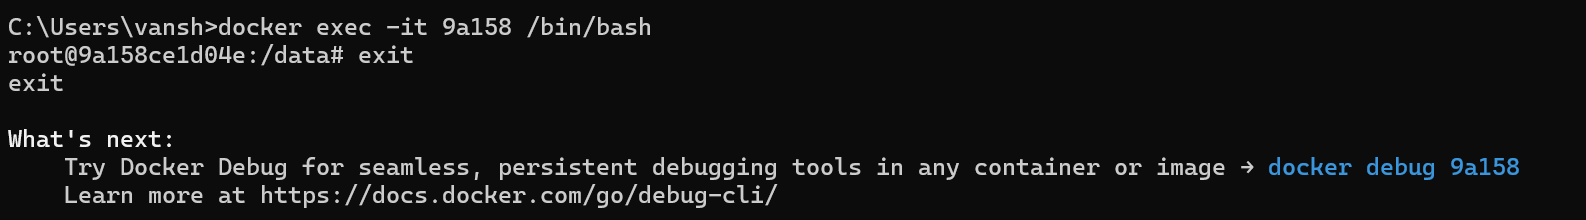 C:\Users\vansh>docker exec -it 9a158 /bin/bash
root@9a158ce1d04e:/data# exit
exit
What's next:
Try Docker Debug for seamless, persistent debugging tools in any container or image → docker debug 9a158
Learn more at https://docs.docker.com/go/debug-cli/